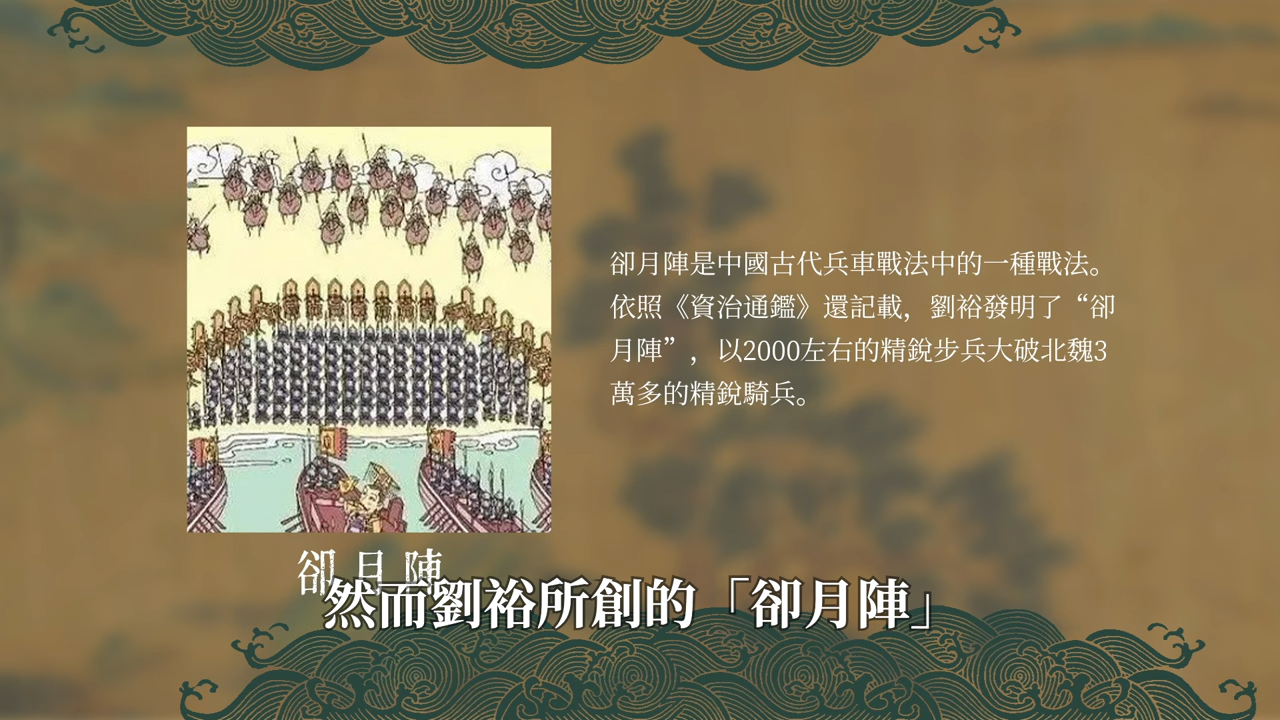 卻月陣是中國古代兵車戰法中的一種戰法。
依照《資治通鑑》還記載，劉裕發明了“卻
月陣”，以2000左右的精銳步兵大破北魏3
萬多的精銳騎兵。
卻月陣
然而劉裕所創的「卻月陣」